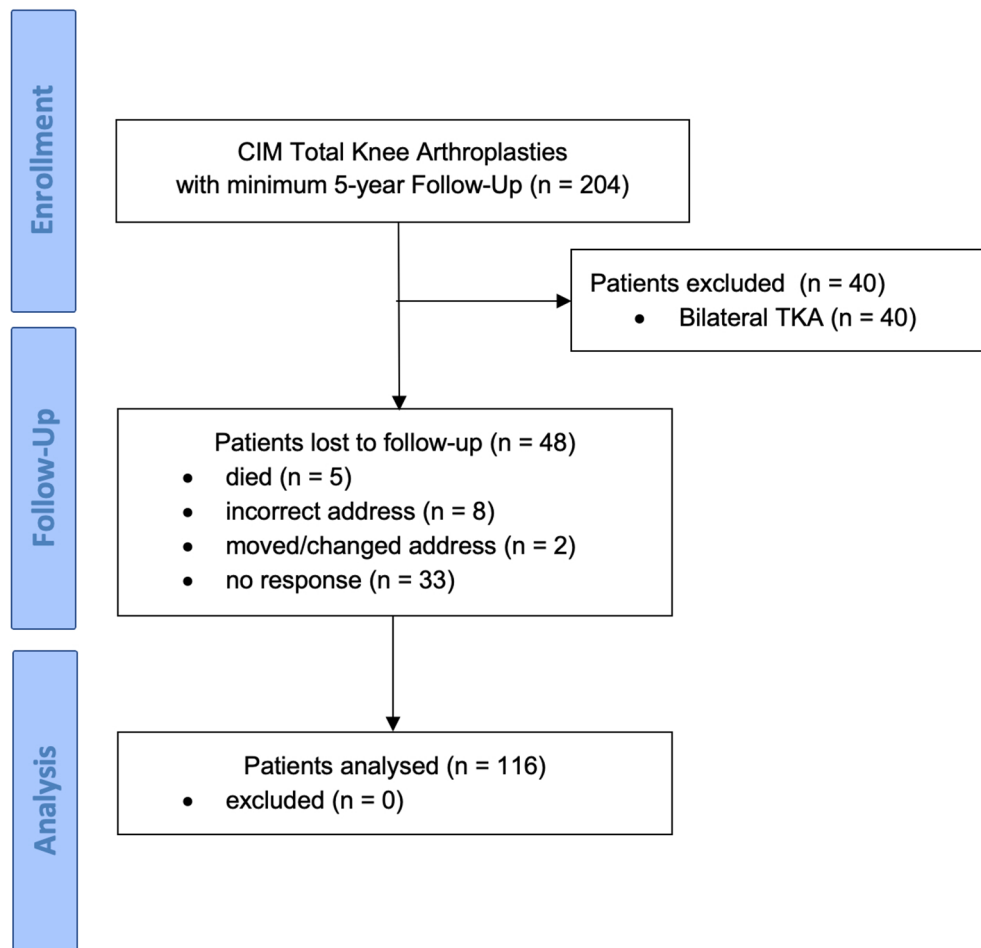 Enrollment
CIM Total Knee Arthroplasties
with minimum 5-year Follow-Up (n = 204)
Patients excluded (n = 40)
• Bilateral TKA (n = 40)
Follow-Up
Patients lost to follow-up (n = 48)
• died (n = 5)
• incorrect address (n = 8)
• moved/changed address (n = 2)
• no response (n = 33)
Analysis
Patients analysed (n = 116)
• excluded (n = 0)